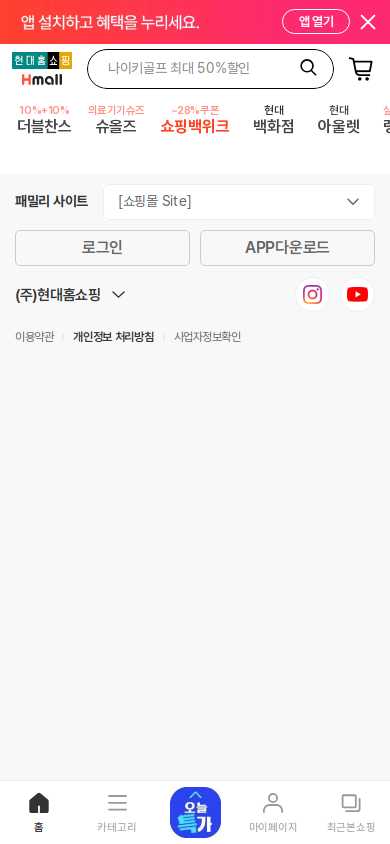 앱 설치하고 혜택을 누리세요.
앱 열기
현대홈쇼핑
Hmall
나이키골프 최대 50%할인
10%+10%
더블찬스
의료기기슈즈
슈올즈
~28%쿠폰
쇼핑백위크
현대
백화점
현대
아울렛
패밀리 사이트
[쇼핑몰 Site]
로그인
APP다운로드
(주)현대홈쇼핑
이용약관
개인정보 처리방침
사업자정보확인
홈
카테고리
오늘
특가
마이페이지
최근본쇼핑